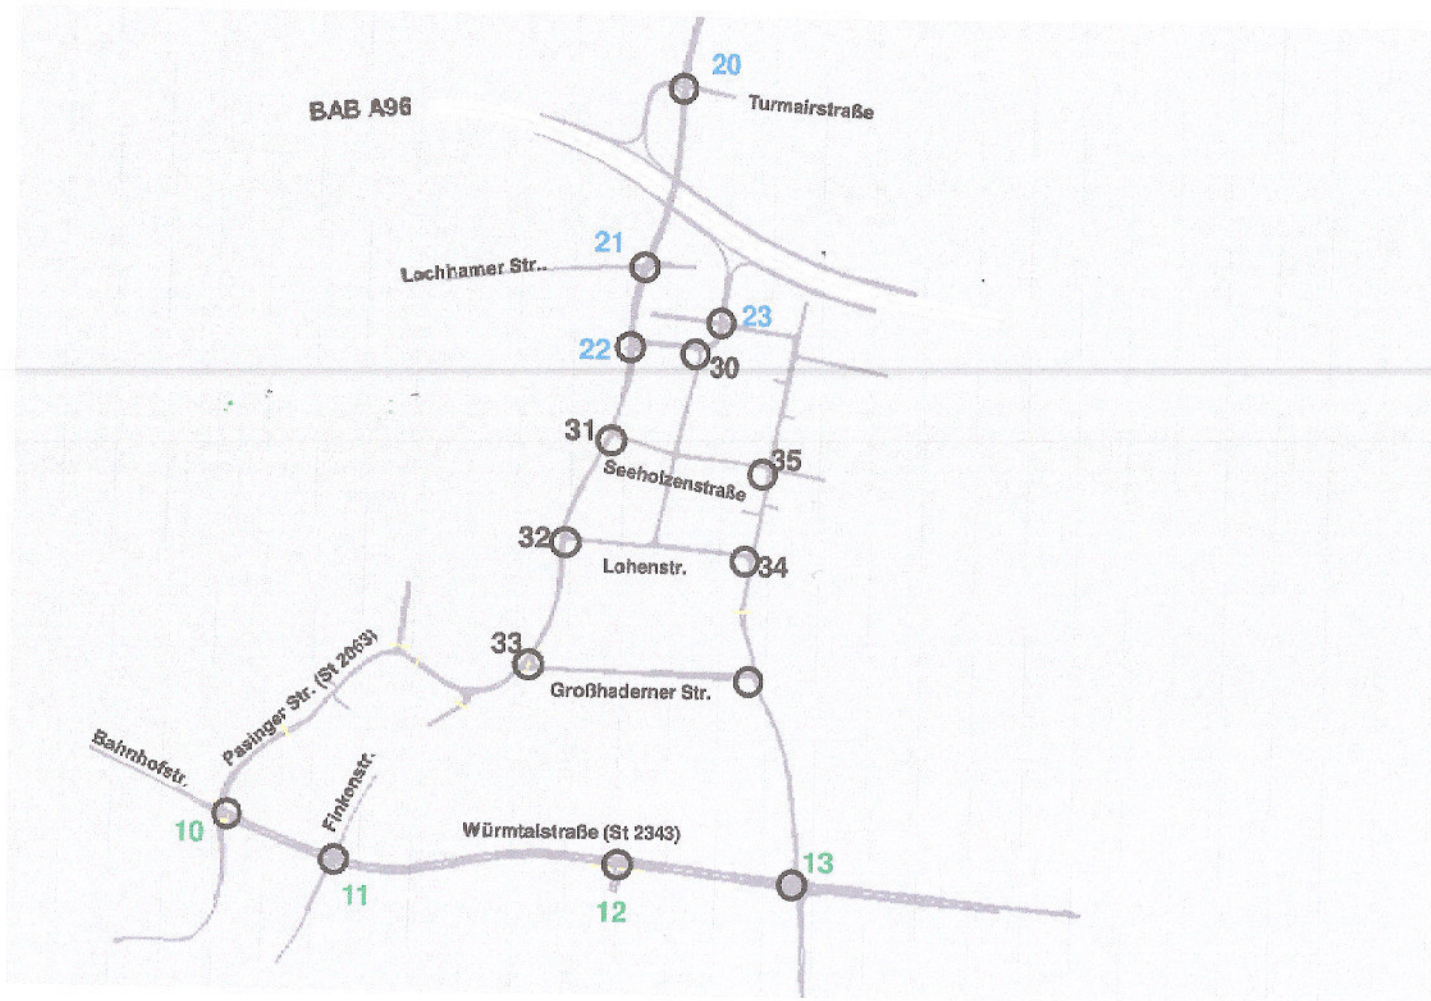 20
BAB A96
Turmairstraße
21
Lochhamer Str..
23
22
30
31
35
Seeholzenstraße
32
Lohenstr.
34
33
Pasinger Str. (St 2063)
Großhaderner Str.
Bahnhofstr.
Finkenstr.
10
Würmtalstraße (St 2343)
13
11
12